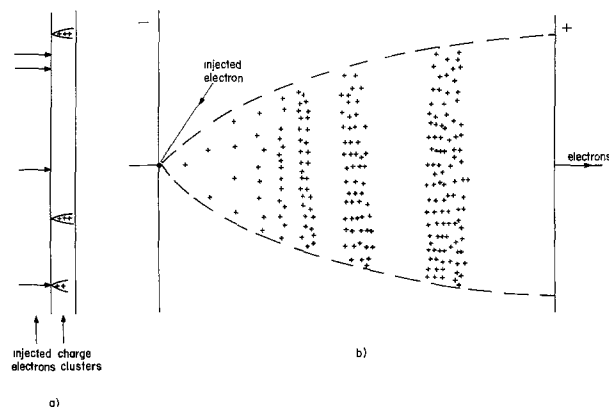 injected
electron
electrons
injected charge
electrons clusters
b)
a)